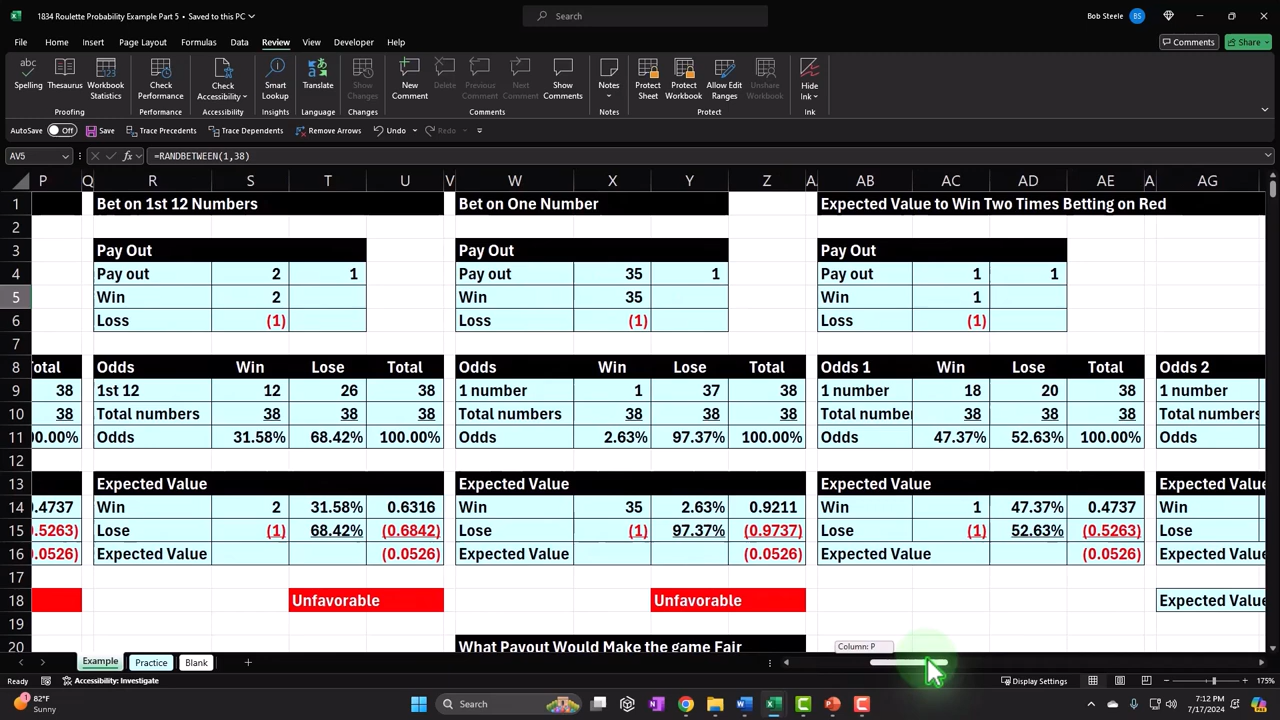 1834 Roulette Probability Example Part 5 • Saved to this PC
Search
Bob Steele
BS
File Home Insert Page Layout Formulas Data Review View Developer Help
Comments
Share
Spelling Thesaurus Workbook Statistics
Check Performance
Check Accessibility
Smart Lookup
Translate
Show Changes
New Comment Delete Previous Comment Next Comment Show Comments
Notes
Protect Sheet Protect Workbook Allow Edit Ranges Unshare Workbook
Hide Ink
Proofing Performance Accessibility Insights Language Changes Comments Notes Protect Ink
AutoSave Off Save Trace Precedents Trace Dependents Remove Arrows Undo Redo
AV5 fx =RANDBETWEEN(1,38)
P Q R S T U V W X Y Z A. AB AC AD AE A AG
1 Bet on 1st 12 Numbers Bet on One Number Expected Value to Win Two Times Betting on Red
2
3 Pay Out Pay Out Pay Out
4 Pay out 2 1 Pay out 35 1 Pay out 1 1
5 Win 2 Win 35 Win 1
6 Loss (1) Loss (1) Loss (1)
7
8 Total Odds Win Lose Total Odds Win Lose Total Odds 1 Win Lose Total Odds 2
9 38 1st 12 12 26 38 1 number 1 37 38 1 number 18 20 38 1 number
10 38 Total numbers 38 38 38 Total numbers 38 38 38 Total number 38 38 38 Total numbers
11 00.00% Odds 31.58% 68.42% 100.00% Odds 2.63% 97.37% 100.00% Odds 47.37% 52.63% 100.00% Odds
12
13 Expected Value Expected Value Expected Value Expected Value
14 .4737 Win 2 31.58% 0.6316 Win 35 2.63% 0.9211 Win 1 47.37% 0.4737 Win
15 .5263) Lose (1) 68.42% (0.6842) Lose (1) 97.37% (0.9737) Lose (1) 52.63% (0.5263) Lose
16 0.0526) Expected Value (0.0526) Expected Value (0.0526) Expected Value (0.0526) Expected Value
17
18 Unfavorable Unfavorable Expected Value
19
20 What Payout Would Make the game Fair
Column: P
Example Practice Blank
Ready Accessibility: Investigate Display Settings 175%
82°F
Sunny
Search
7:12 PM
7/17/2024